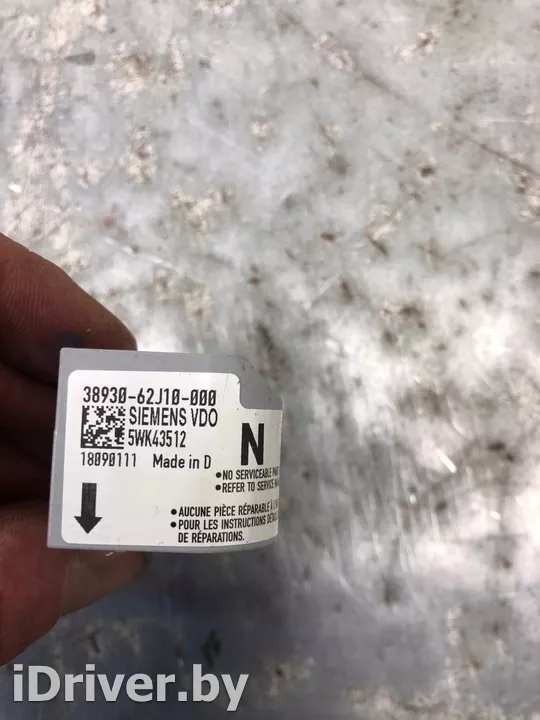 38930-62J10-000
SIEMENS VDO
5WK43512
18090111 Made in D
N
•NO SERVICEABLE
•REFER TO SERVICE
•AUCUNE PIÈCE RÉPARABLE À
•POUR LES INSTRUCTIONS
DE RÉPARATIONS.
iDriver.by